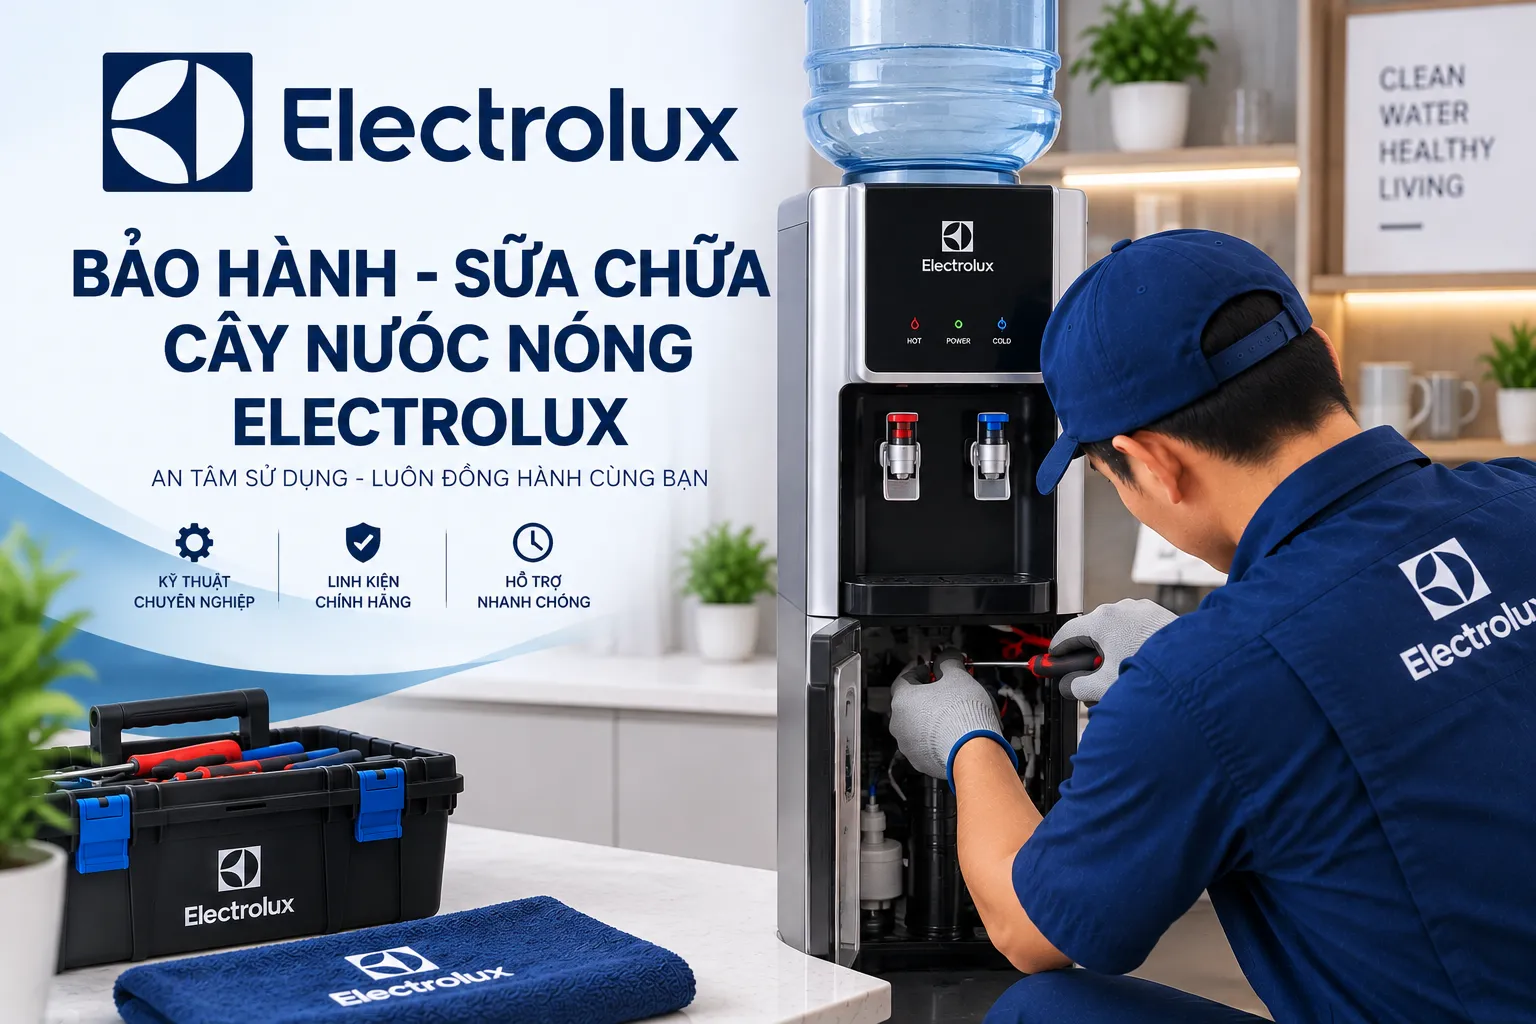 Electrolux
BẢO HÀNH - SỮA CHỮA
CÂY NƯÓC NÓNG
ELECTROLUX
AN TÂM SỬ DỤNG - LUÔN ĐỒNG HÀNH CÙNG BẠN
KỸ THUẬT
CHUYÊN NGHIỆP
LINH KIỆN
CHÍNH HÃNG
HỖ TRỢ
NHANH CHÓNG
Electrolux
HOT
POWER
COLD
CLEAN
WATER
HEALTHY
LIVING
Electrolu
Electrolux
Electrolux